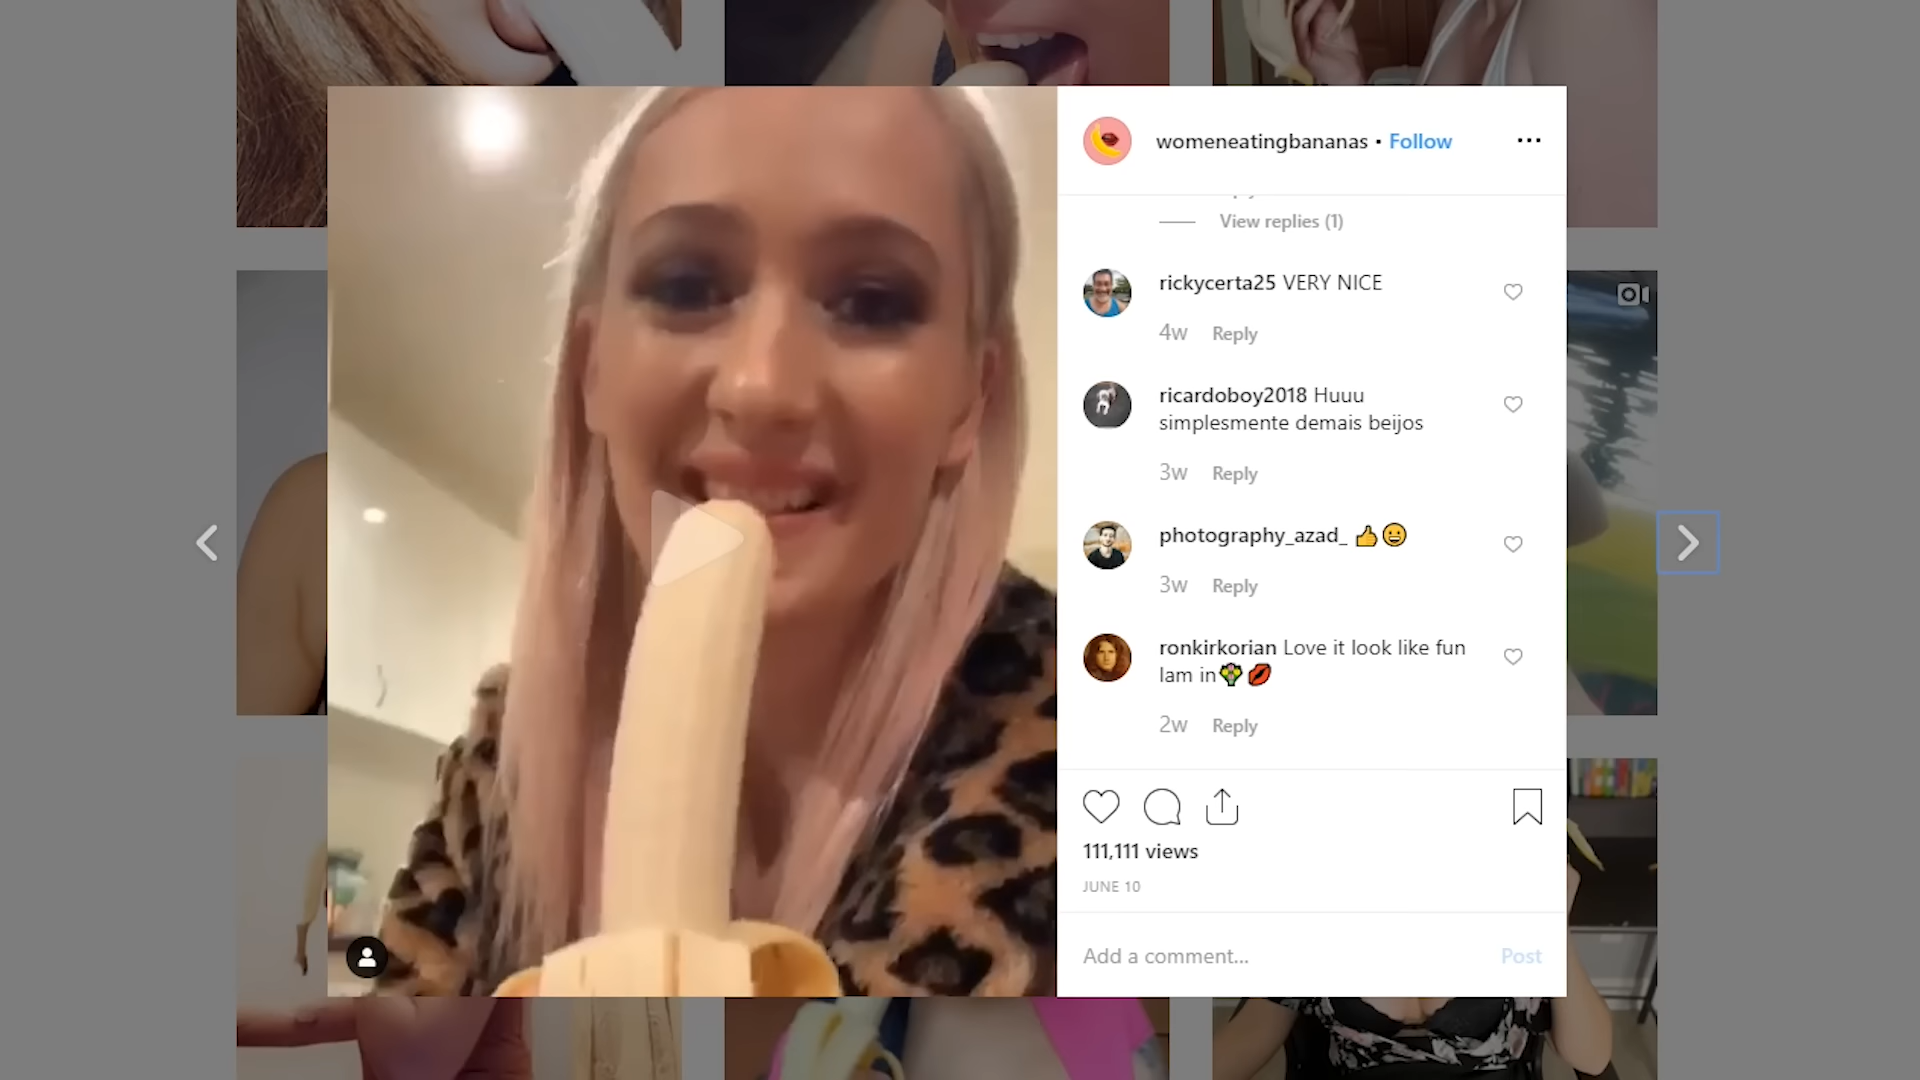 womeneatingbananas • Follow
View replies (1)
rickycerta25 VERY NICE
4w Reply
ricardoboy2018 Huuu
simplesmente demais beijos
3w Reply
photography_azad_ 👍😀
3w Reply
ronkirkorian Love it look like fun
Iam in💐💋
2w Reply
111,111 views
JUNE 10
Add a comment... Post